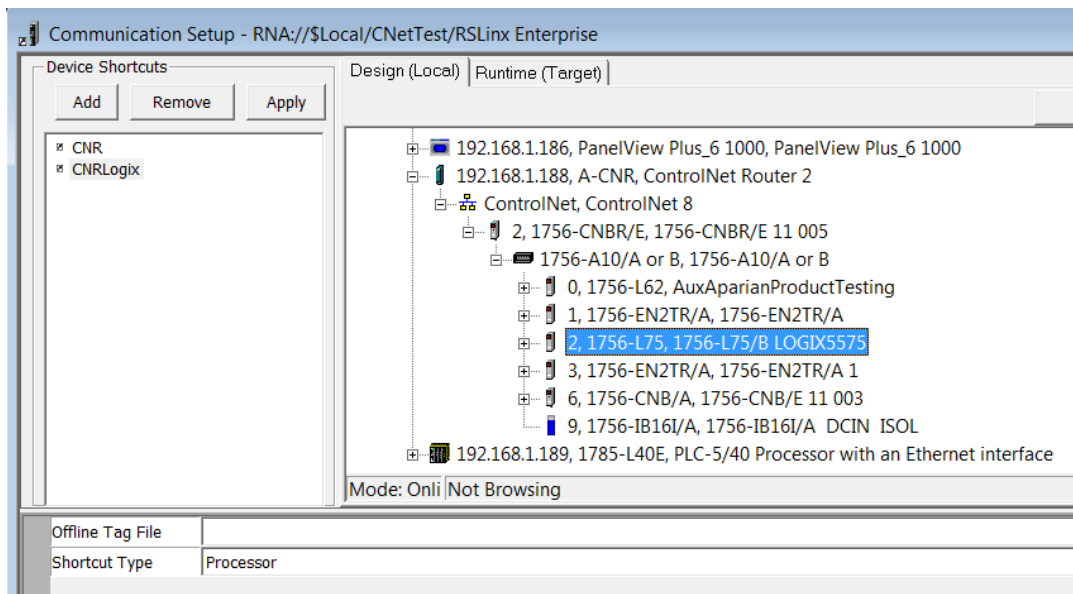 Communication Setup - RNA://$Local/CNetTest/RSLinx Enterprise
Device Shortcuts
Add Remove Apply
CNR
CNRLogix
Design (Local) Runtime (Target)
192.168.1.186, PanelView Plus_6 1000, PanelView Plus_6 1000
192.168.1.188, A-CNR, ControlNet Router 2
ControlNet, ControlNet 8
2, 1756-CNBR/E, 1756-CNBR/E 11 005
1756-A10/A or B, 1756-A10/A or B
0, 1756-L62, AuxAparianProductTesting
1, 1756-EN2TR/A, 1756-EN2TR/A
2, 1756-L75, 1756-L75/B LOGIX5575
3, 1756-EN2TR/A, 1756-EN2TR/A 1
6, 1756-CNB/A, 1756-CNB/E 11 003
9, 1756-IB16I/A, 1756-IB16I/A DCIN ISOL
192.168.1.189, 1785-L40E, PLC-5/40 Processor with an Ethernet interface
Mode: Onli Not Browsing
Offline Tag File
Shortcut Type Processor